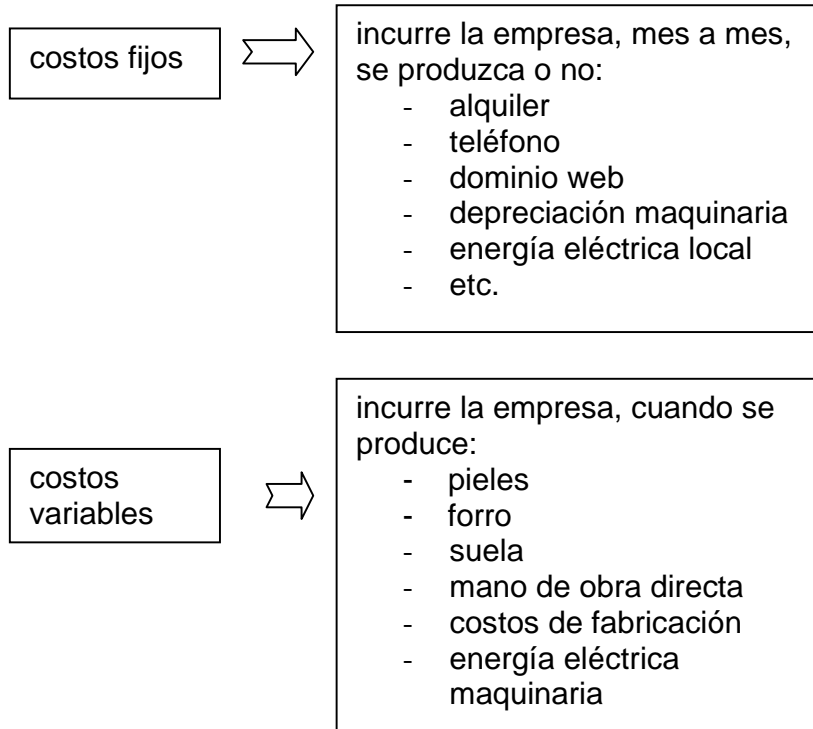 costos fijos
incurre la empresa, mes a mes,
se produzca o no:
- alquiler
- teléfono
- dominio web
- depreciación maquinaria
- energía eléctrica local
- etc.
costos
variables
incurre la empresa, cuando se
produce:
- pieles
- forro
- suela
- mano de obra directa
- costos de fabricación
- energía eléctrica
maquinaria